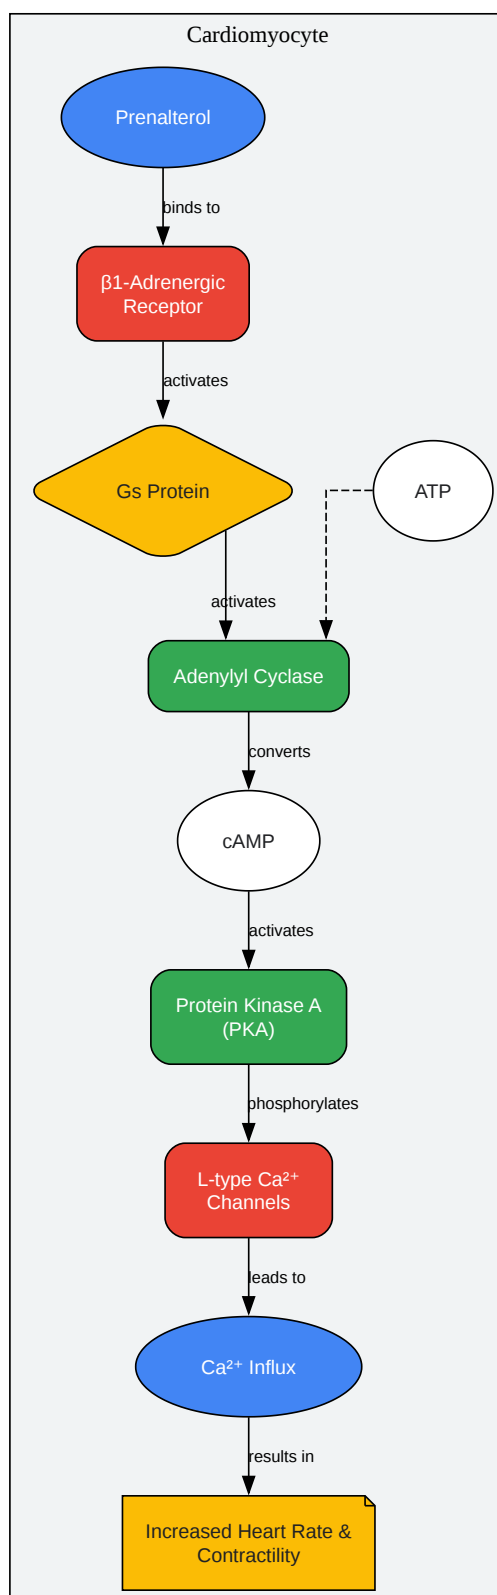 Cardiomyocyte
Prenalterol
binds to
β1-Adrenergic
Receptor
activates
Gs Protein
ATP
activates
Adenylyl Cyclase
converts
cAMP
activates
Protein Kinase A
(PKA)
phosphorylates
L-type Ca²⁺
Channels
leads to
Ca²⁺ Influx
results in
Increased Heart Rate &
Contractility